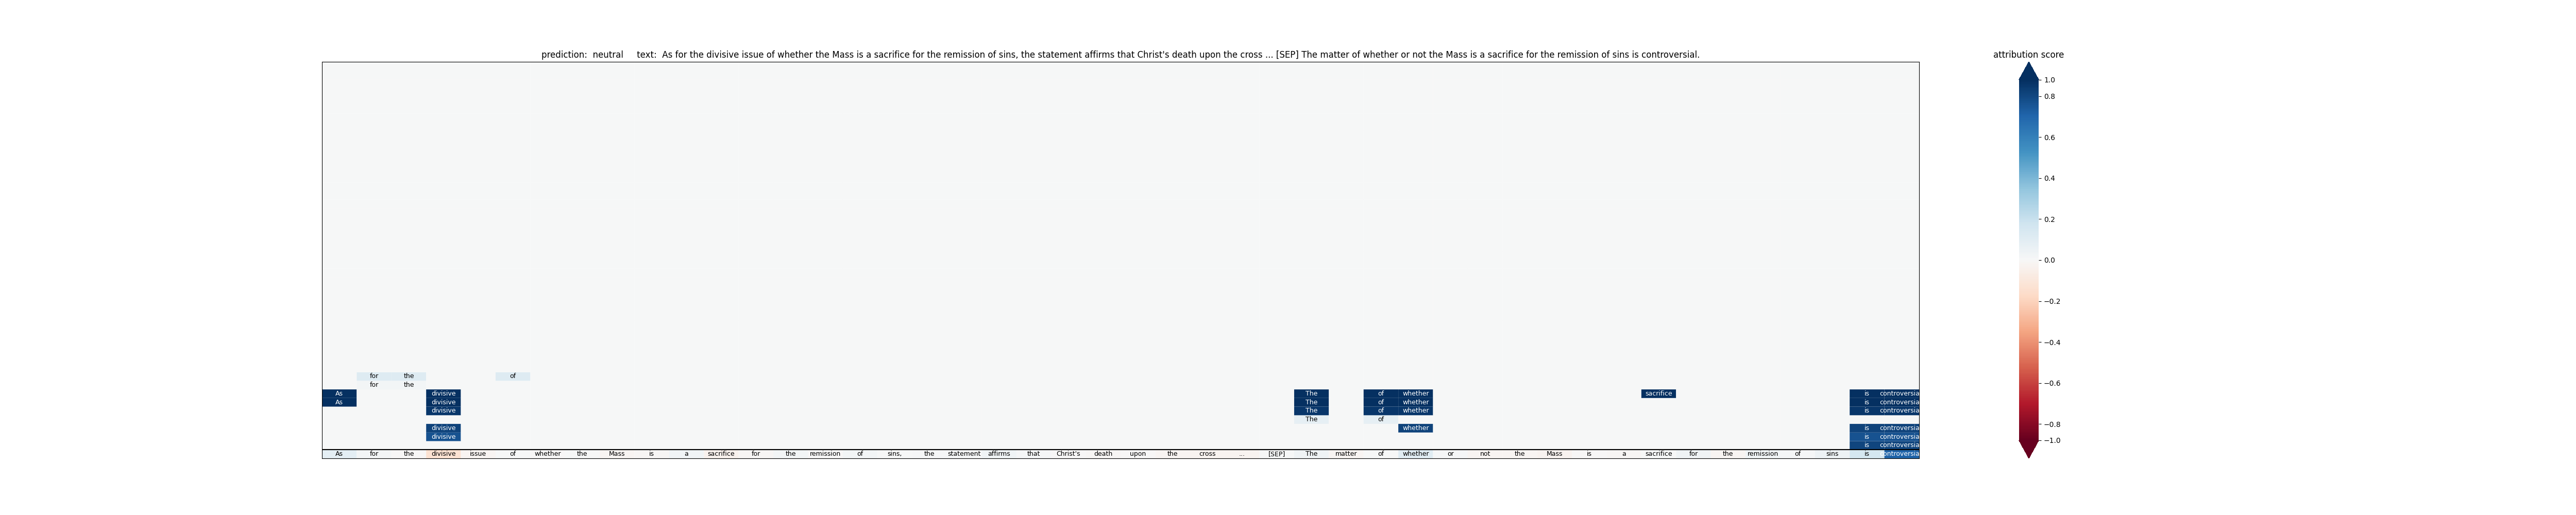 prediction:  neutral     text:  As for the divisive issue of whether the Mass is a sacrifice for the remission of sins, the statement affirms that Christ's death upon the cross ... [SEP] The matter of whether or not the Mass is a sacrifice for the remission of sins is controversial.
attribution score
1.0
0.8
0.6
0.4
0.2
0.0
−0.2
−0.4
−0.6
−0.8
−1.0
for the of
for the
As divisive The of whether sacrifice is controversia
As divisive The of whether is controversia
divisive The of whether is controversia
The of
divisive whether is controversia
divisive is controversia
is controversia
As for the divisive issue of whether the Mass is a sacrifice for the remission of sins, the statement affirms that Christ's death upon the cross ... [SEP] The matter of whether or not the Mass is a sacrifice for the remission of sins is ontroversia